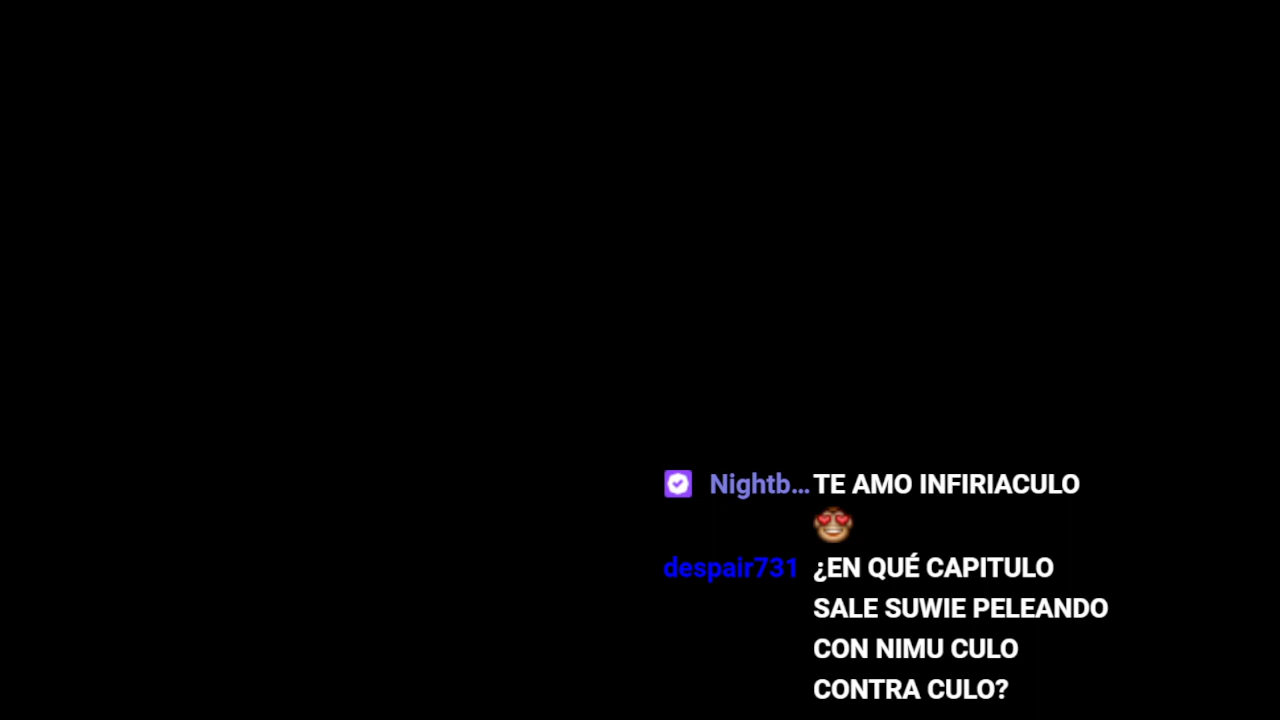 Nightb... TE AMO INFIRIACULO
despair731 ¿EN QUÉ CAPITULO
SALE SUWIE PELEANDO
CON NIMU CULO
CONTRA CULO?